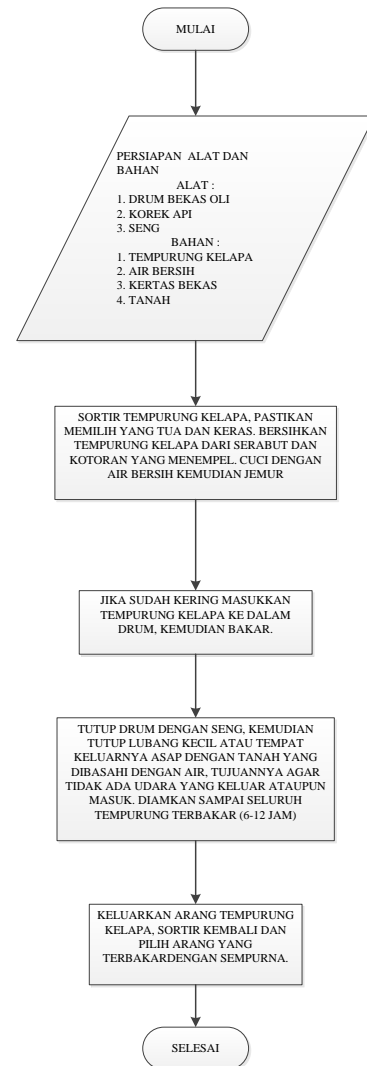 MULAI
PERSIAPAN ALAT DAN
BAHAN
ALAT :
1. DRUM BEKAS OLI
2. KOREK API
3. SENG
BAHAN :
1. TEMPURUNG KELAPA
2. AIR BERSIH
3. KERTAS BEKAS
4. TANAH
SORTIR TEMPURUNG KELAPA, PASTIKAN
MEMILIH YANG TUA DAN KERAS. BERSIHKAN
TEMPURUNG KELAPA DARI SERABUT DAN
KOTORAN YANG MENEMPEL. CUCI DENGAN
AIR BERSIH KEMUDIAN JEMUR
JIKA SUDAH KERING MASUKKAN
TEMPURUNG KELAPA KE DALAM
DRUM, KEMUDIAN BAKAR.
TUTUP DRUM DENGAN SENG, KEMUDIAN
TUTUP LUBANG KECIL ATAU TEMPAT
KELUARNYA ASAP DENGAN TANAH YANG
DIBASAHI DENGAN AIR, TUJUANNYA AGAR
TIDAK ADA UDARA YANG KELUAR ATAUPUN
MASUK. DIAMKAN SAMPAI SELURUH
TEMPURUNG TERBAKAR (6-12 JAM)
KELUARKAN ARANG TEMPURUNG
KELAPA, SORTIR KEMBALI DAN
PILIH ARANG YANG
TERBAKARDENGAN SEMPURNA.
SELESAI